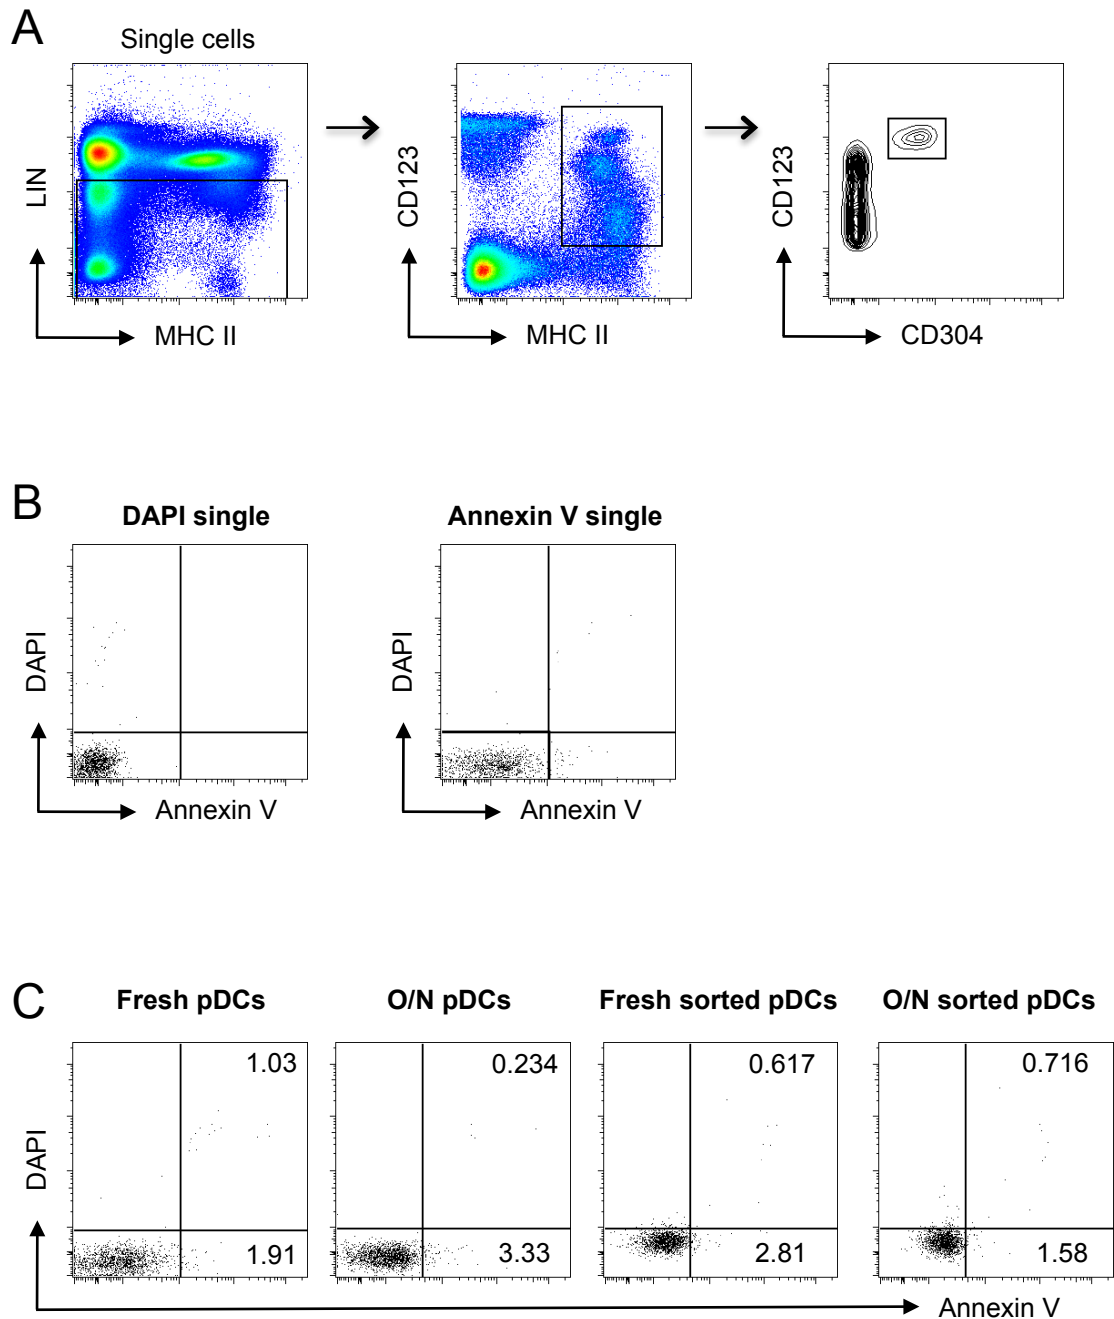 A
Single cells
LIN
MHC II
CD123
MHC II
CD123
CD304
B
DAPI single
Annexin V single
DAPI
Annexin V
DAPI
Annexin V
C
Fresh pDCs
O/N pDCs
Fresh sorted pDCs
O/N sorted pDCs
1.03
0.234
0.617
0.716
DAPI
1.91
3.33
2.81
1.58
Annexin V